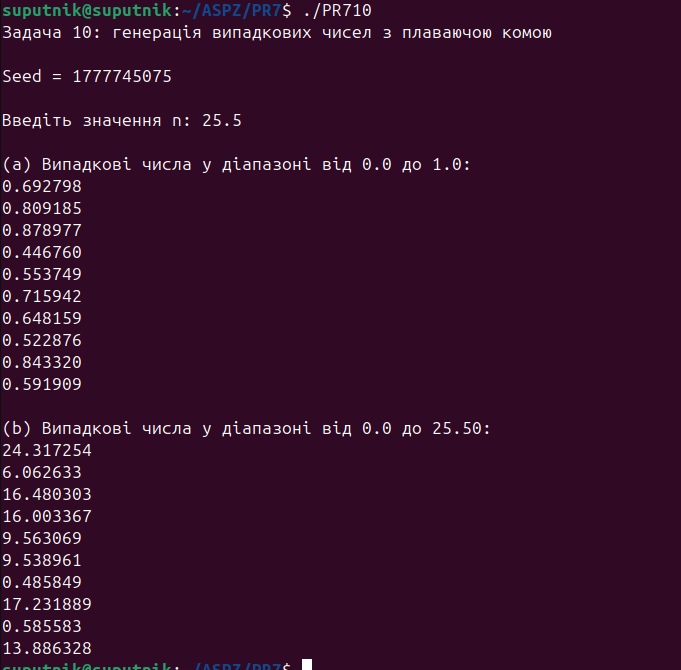 suputnik@suputnik:~/ASPZ/PR7$ ./PR710
Задача 10: генерація випадкових чисел з плаваючою комою
Seed = 1777745075
Введіть значення n: 25.5
(a) Випадкові числа у діапазоні від 0.0 до 1.0:
0.692798
0.809185
0.878977
0.446760
0.553749
0.715942
0.648159
0.522876
0.843320
0.591909
(b) Випадкові числа у діапазоні від 0.0 до 25.50:
24.317254
6.062633
16.480303
16.003367
9.563069
9.538961
0.485849
17.231889
0.585583
13.886328
suputnik@suputnik:~/ASPZ/PR7$